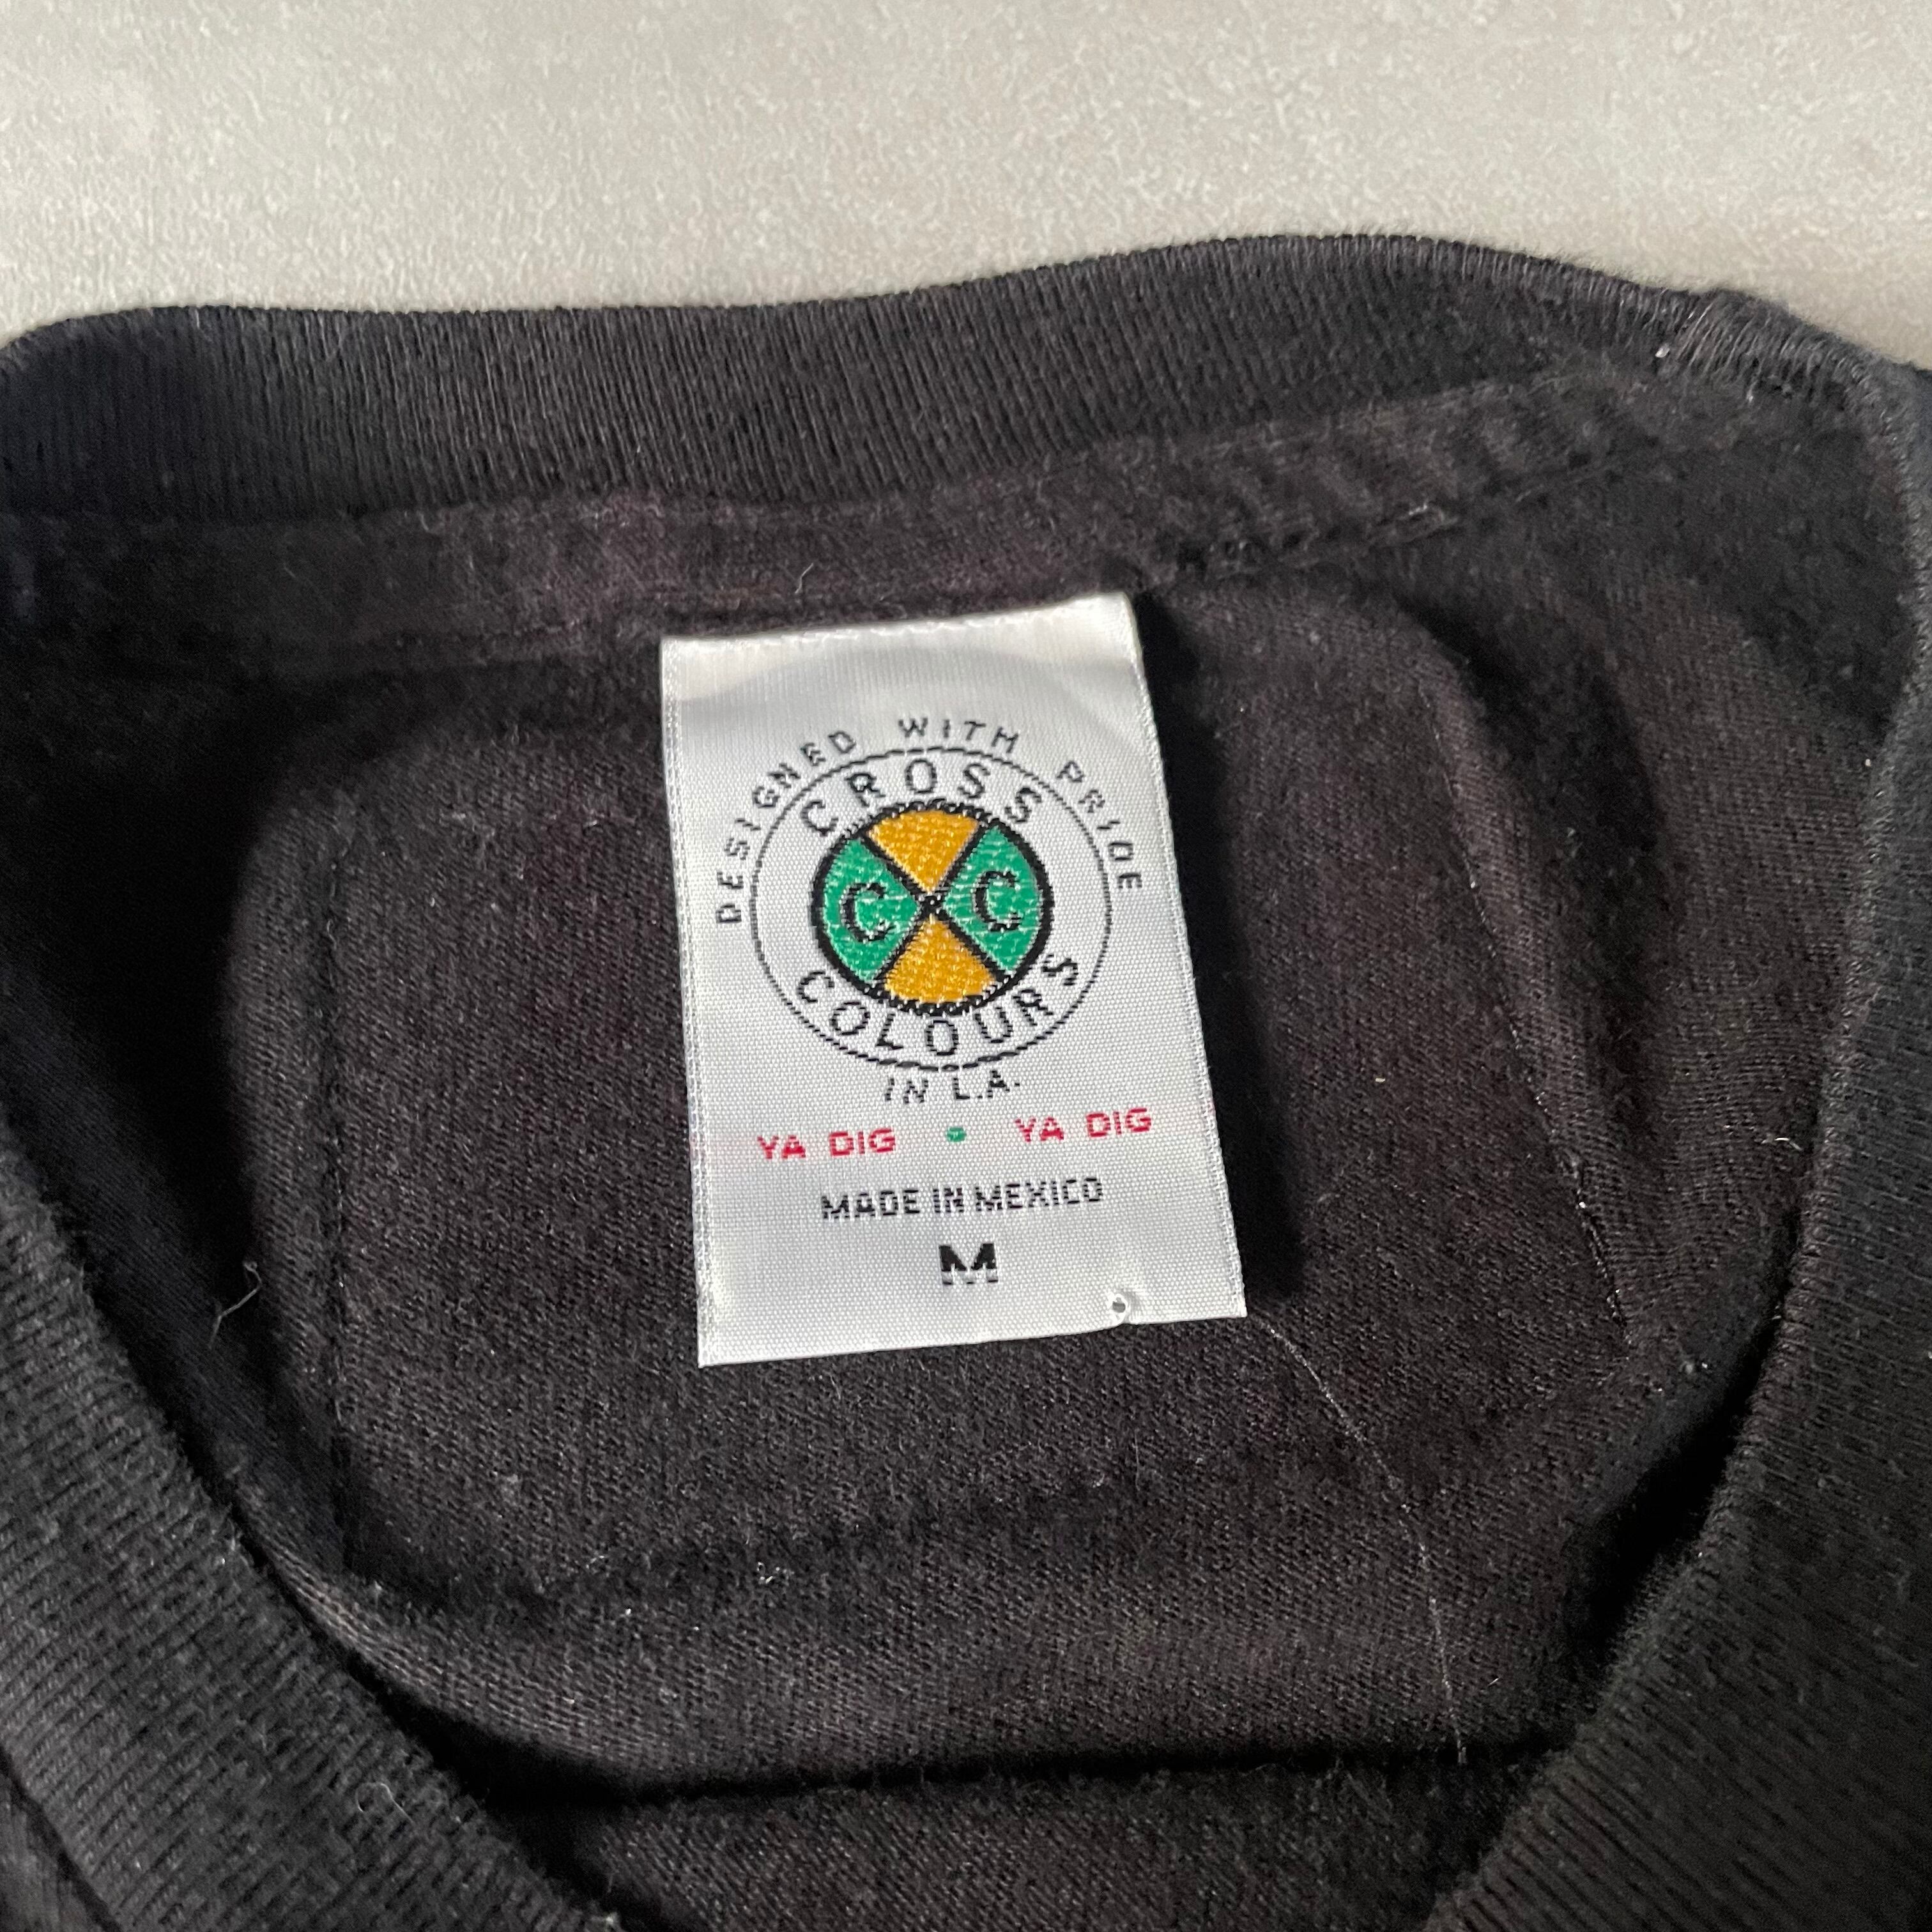 DESIGNED WITH PRIDE
CROSS
C C
COLOURS
IN L.A.
YA DIG • YA DIG
MADE IN MEXICO
M